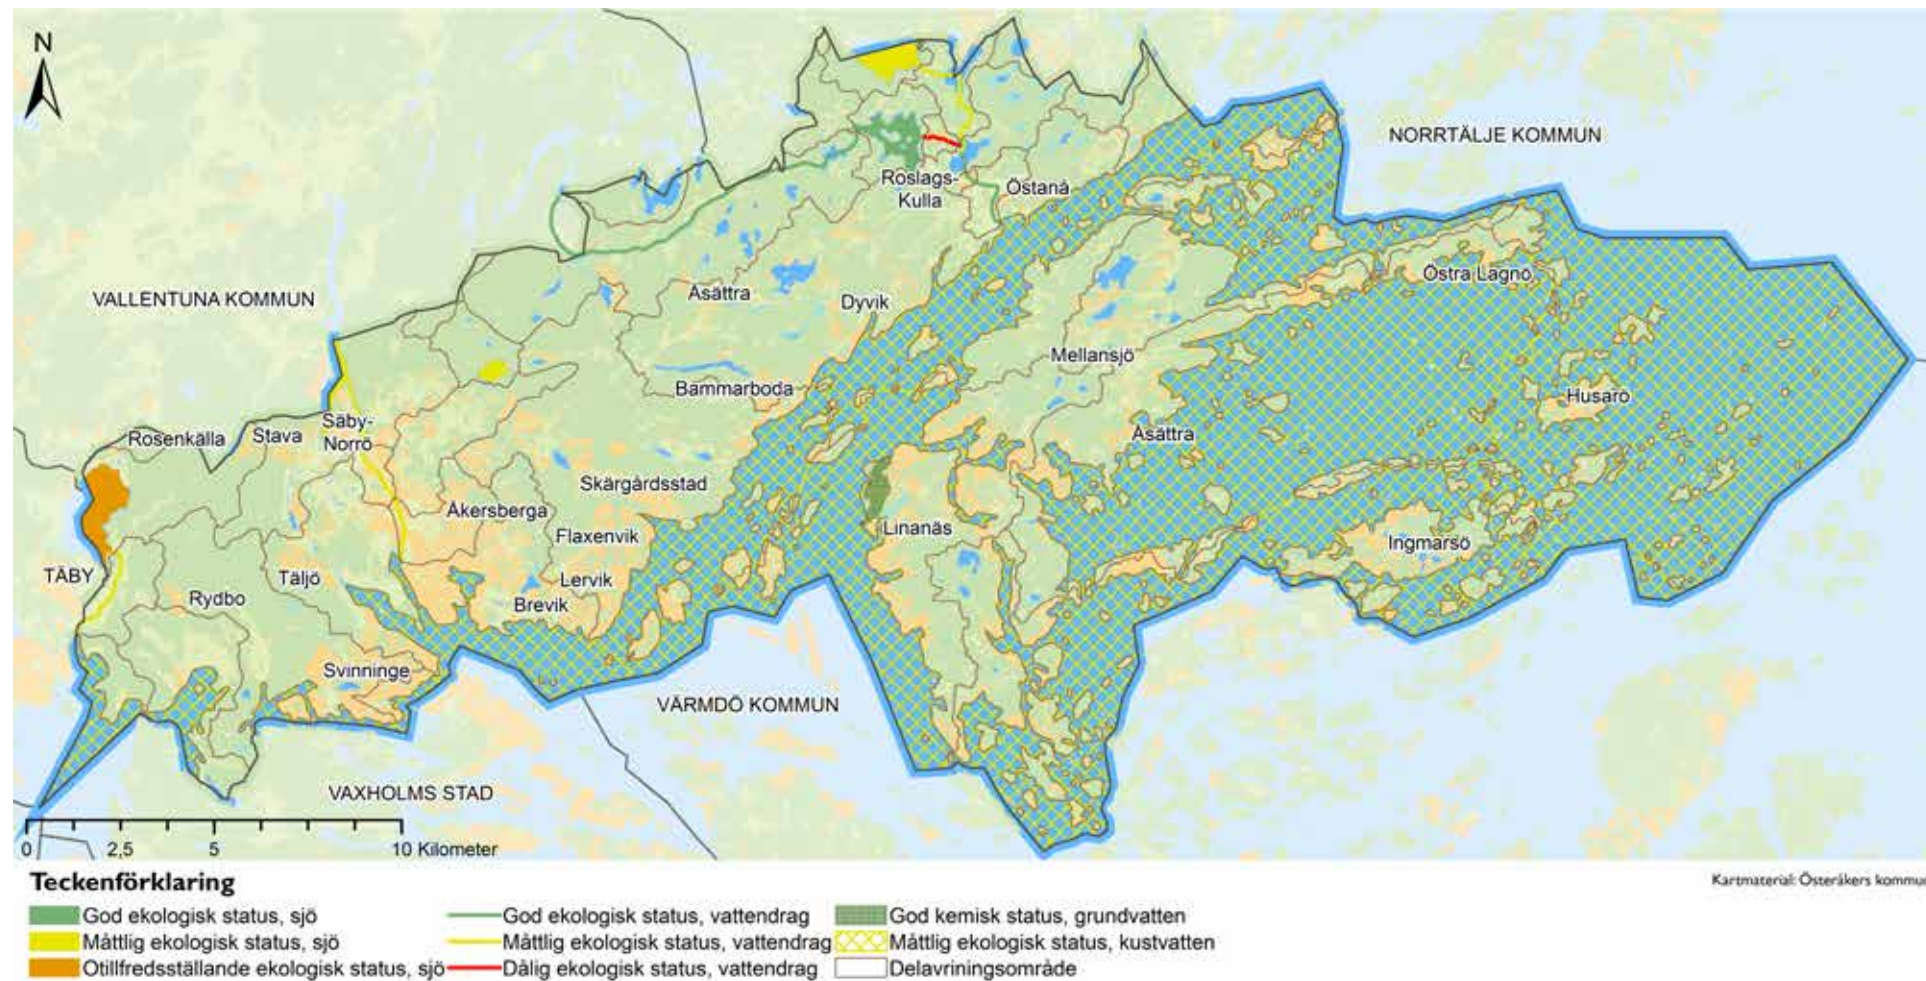 N
NORRTÄLJE KOMMUN
Roslags-
Kulla
Östanå
Åsättra
Östra Lagnö
VALLENTUNA KOMMUN
Dyvik
Mellansjö
Bammarboda
Husarö
Säby-
Norrö
Rosenkälla
Stava
Åsättra
Skärgårdsstad
Åkersberga
Flaxenvik
Linanäs
Ingmarsö
TÄBY
Täljö
Lervik
Rydbo
Brevik
Svinninge
VÄRMDÖ KOMMUN
VAXHOLMS STAD
0 2,5 5 10 Kilometer
Teckenförklaring
Kartmaterial: Österåkers kommun
God ekologisk status, sjö
Måttlig ekologisk status, sjö
Otillfredsställande ekologisk status, sjö
God ekologisk status, vattendrag
Måttlig ekologisk status, vattendrag
Dålig ekologisk status, vattendrag
God kemisk status, grundvatten
Måttlig ekologisk status, kustvatten
Delavriningsområde